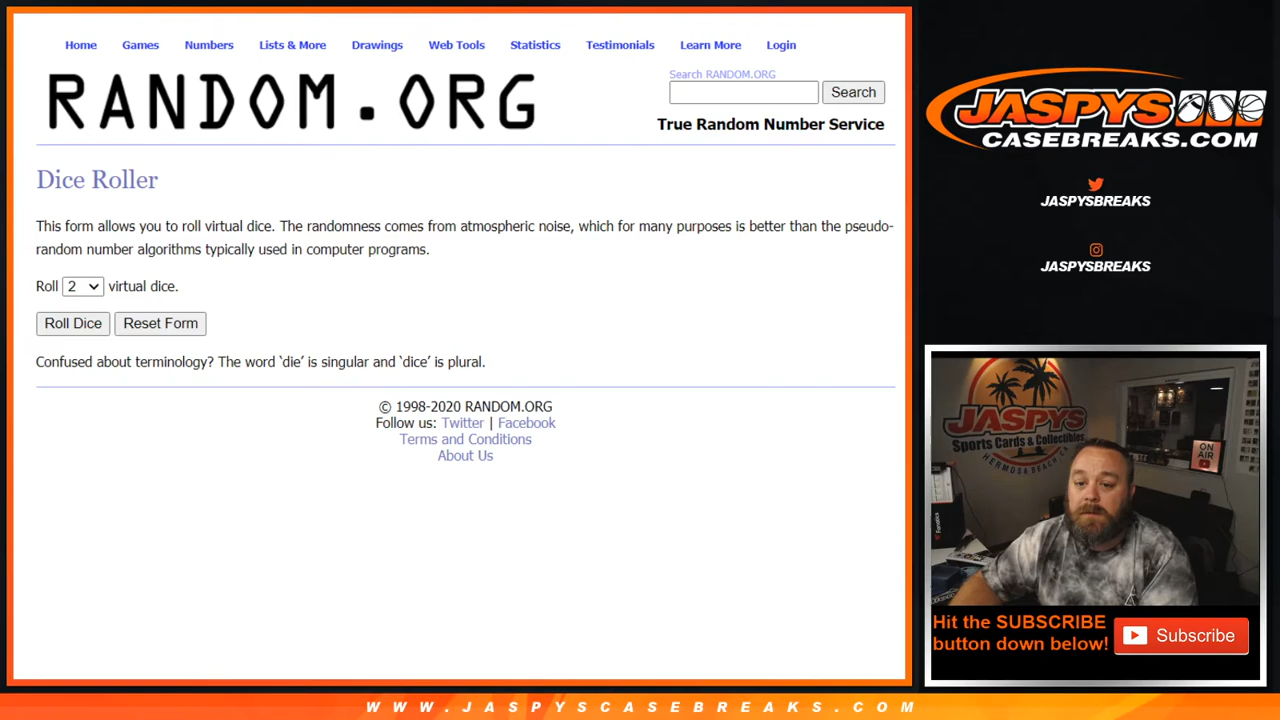 Home Games Numbers Lists & More Drawings Web Tools Statistics Testimonials Learn More Login
RANDOM.ORG
Search RANDOM.ORG
Search
True Random Number Service
Dice Roller
This form allows you to roll virtual dice. The randomness comes from atmospheric noise, which for many purposes is better than the pseudo-
random number algorithms typically used in computer programs.
Roll 2 virtual dice.
Roll Dice Reset Form
Confused about terminology? The word ‘die’ is singular and ‘dice’ is plural.
© 1998-2020 RANDOM.ORG
Follow us: Twitter | Facebook
Terms and Conditions
About Us
JASPYS
CASEBREAKS.COM
JASPYSBREAKS
JASPYSBREAKS
JASPYS
Sports Cards & Collectibles
HERMOSA BEACH, CA
ON
AIR
Fanatics
Hit the SUBSCRIBE
button down below!
Subscribe
WWW.JASPYSCASEBREAKS.COM